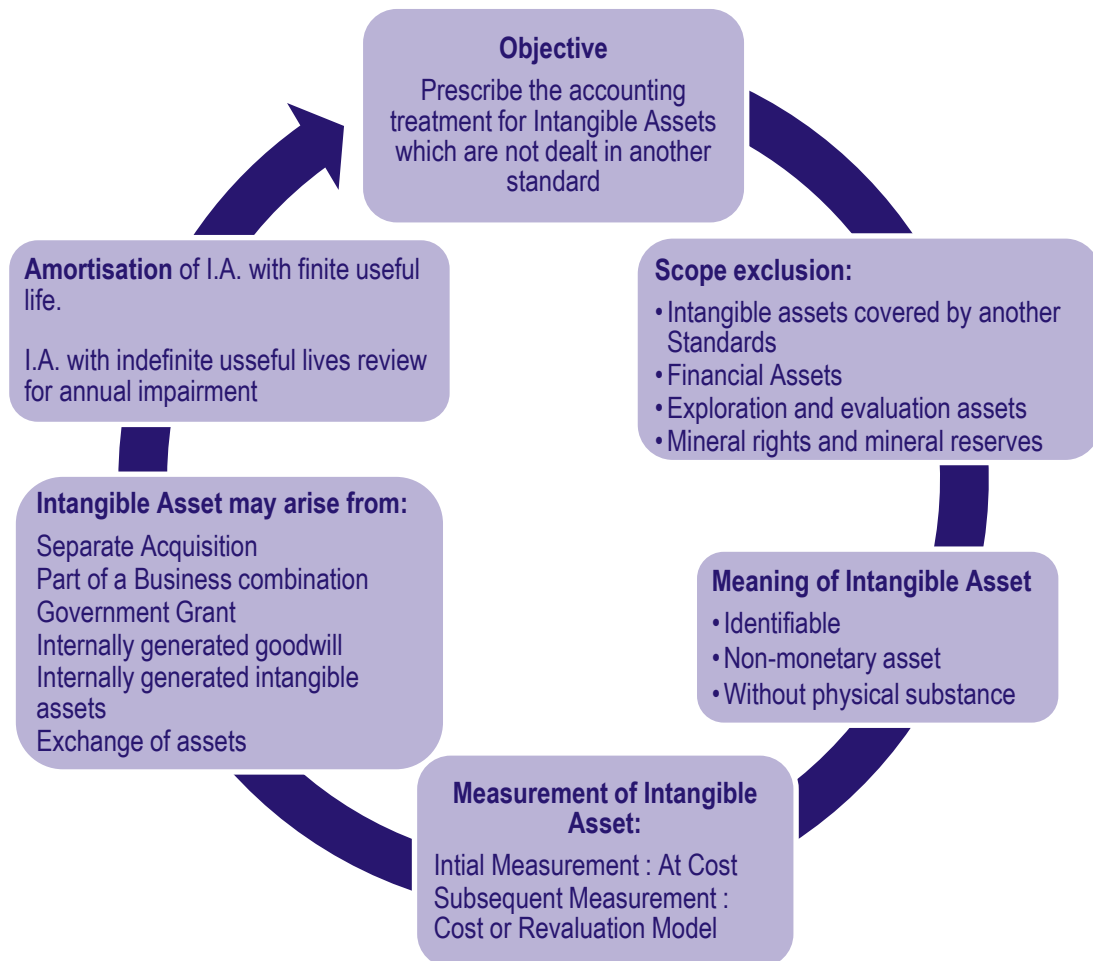 Objective
Prescribe the accounting
treatment for Intangible Assets
which are not dealt in another
standard
Scope exclusion:
• Intangible assets covered by another
Standards
• Financial Assets
• Exploration and evaluation assets
• Mineral rights and mineral reserves
Meaning of Intangible Asset
• Identifiable
• Non-monetary asset
• Without physical substance
Measurement of Intangible
Asset:
Intial Measurement : At Cost
Subsequent Measurement :
Cost or Revaluation Model
Intangible Asset may arise from:
Separate Acquisition
Part of a Business combination
Government Grant
Internally generated goodwill
Internally generated intangible
assets
Exchange of assets
Amortisation of I.A. with finite useful
life.
I.A. with indefinite usseful lives review
for annual impairment